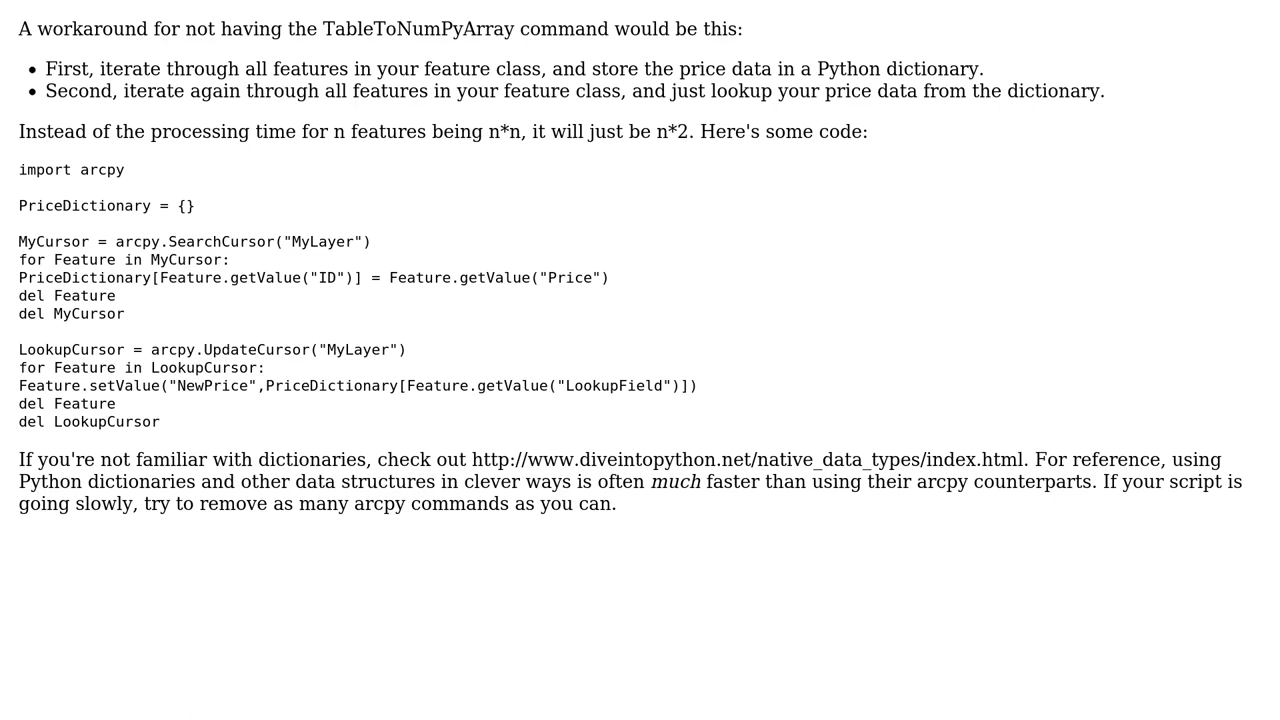 A workaround for not having the TableToNumPyArray command would be this:
• First, iterate through all features in your feature class, and store the price data in a Python dictionary.
• Second, iterate again through all features in your feature class, and just lookup your price data from the dictionary.
Instead of the processing time for n features being n*n, it will just be n*2. Here's some code:
import arcpy
PriceDictionary = {}
MyCursor = arcpy.SearchCursor("MyLayer")
for Feature in MyCursor:
PriceDictionary[Feature.getValue("ID")] = Feature.getValue("Price")
del Feature
del MyCursor
LookupCursor = arcpy.UpdateCursor("MyLayer")
for Feature in LookupCursor:
Feature.setValue("NewPrice",PriceDictionary[Feature.getValue("LookupField")])
del Feature
del LookupCursor
If you're not familiar with dictionaries, check out http://www.diveintopython.net/native_data_types/index.html. For reference, using
Python dictionaries and other data structures in clever ways is often much faster than using their arcpy counterparts. If your script is
going slowly, try to remove as many arcpy commands as you can.